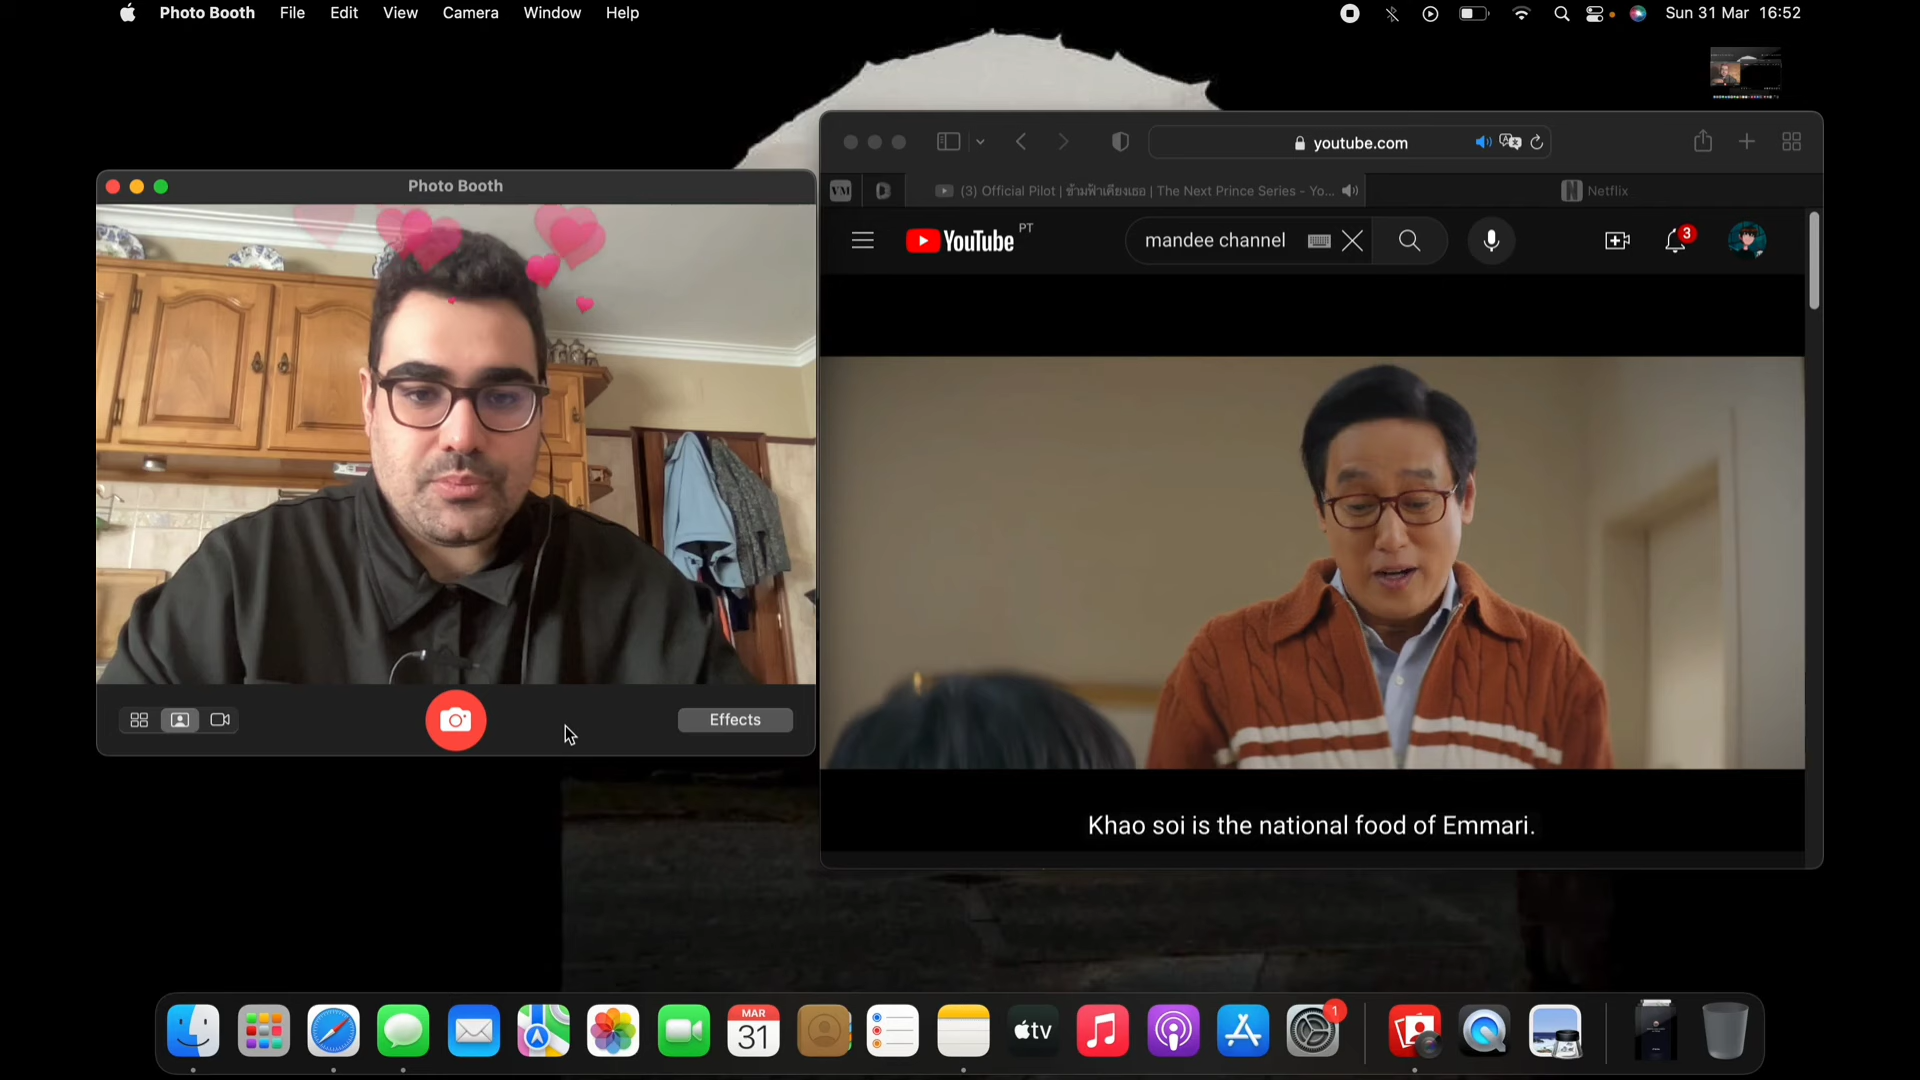 Photo Booth File Edit View Camera Window Help
Sun 31 Mar 16:52
Photo Booth
Effects
youtube.com
VM
(3) Official Pilot | ข้ามฟ้าเคียงเธอ | The Next Prince Series - Yo...
N Netflix
YouTube PT
mandee channel
3
Khao soi is the national food of Emmari.
MAR
31
tv
1